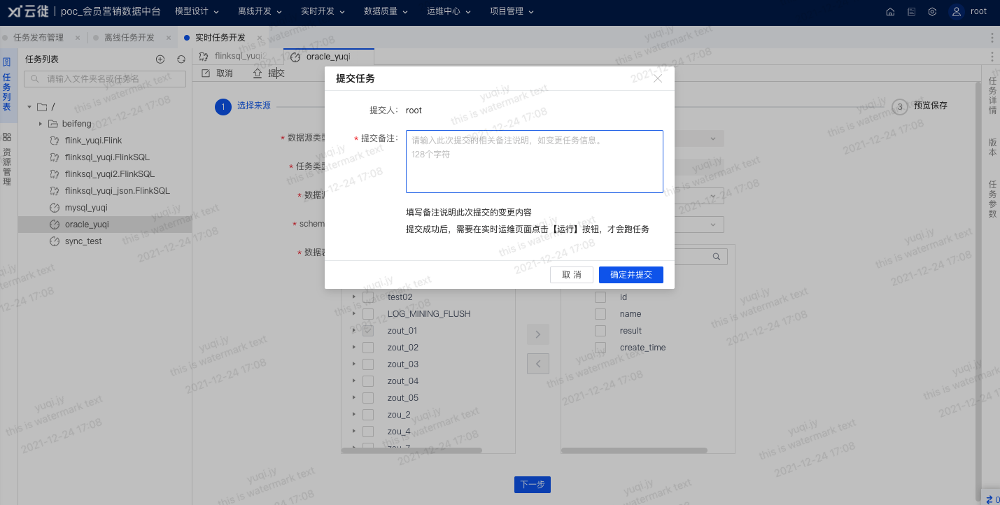 云徙 | poc_会员营销数据中台 模型设计 离线开发 实时开发 数据质量 运维中心 项目管理 root
任务发布管理 × 离线任务开发 × 实时任务开发 ×
任务列表
资源管理
任务列表
请输入文件夹名或任务名
/
beifeng
flink_yuqi.Flink
flinksql_yuqi.FlinkSQL
flinksql_yuqi2.FlinkSQL
flinksql_yuqi_json.FlinkSQL
mysql_yuqi
oracle_yuqi
sync_test
flinksql_yuqi2 oracle_yuqi
取消 提交
1 选择来源
3 预览保存
* 数据源类型
* 任务类型
* 数据源
* schem
* 数据表
提交任务
提交人： root
* 提交备注：
请输入此次提交的相关备注说明，如变更任务信息。
128个字符
填写备注说明此次提交的变更内容
提交成功后，需要在实时运维页面点击【运行】按钮，才会跑任务
取 消 确定并提交
test02
LOG_MINING_FLUSH
zout_01
zout_02
zout_03
zout_04
zout_05
zou_2
zou_4
zou_7
id
name
result
create_time
下一步
任务详情
版本
任务参数
0
yuqi.jy
this is watermark text
2021-12-24 17:08